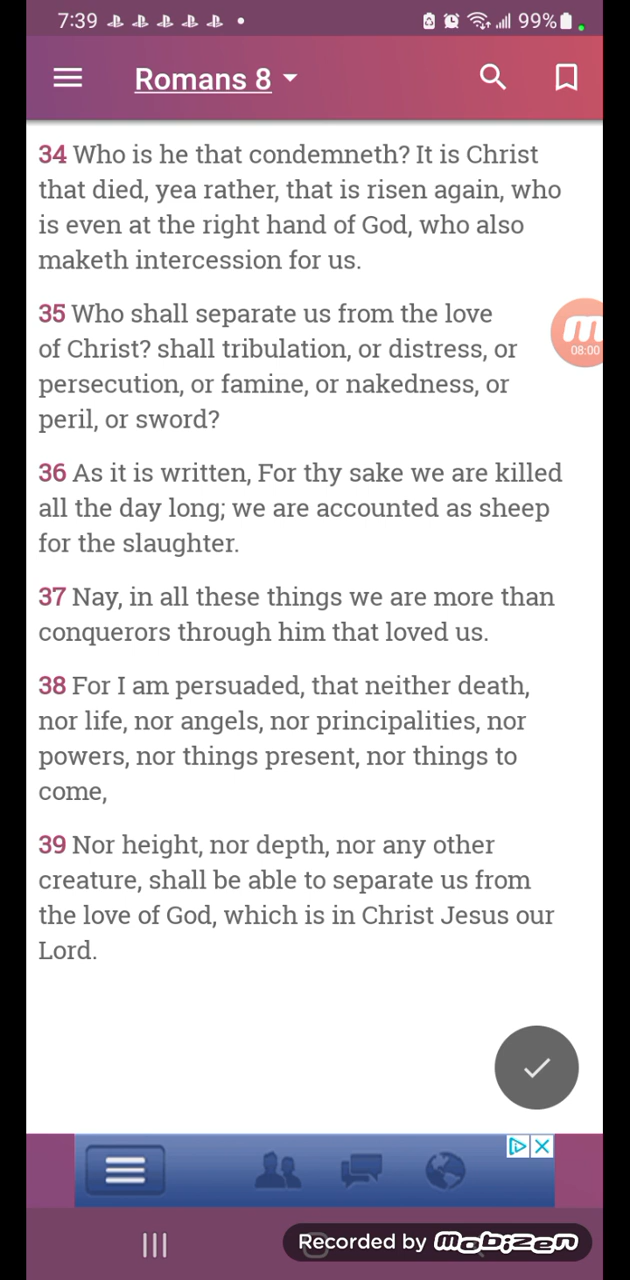 7:39
99%
Romans 8
34 Who is he that condemneth? It is Christ
that died, yea rather, that is risen again, who
is even at the right hand of God, who also
maketh intercession for us.
35 Who shall separate us from the love
of Christ? shall tribulation, or distress, or
persecution, or famine, or nakedness, or
peril, or sword?
m
08:00
36 As it is written, For thy sake we are killed
all the day long; we are accounted as sheep
for the slaughter.
37 Nay, in all these things we are more than
conquerors through him that loved us.
38 For I am persuaded, that neither death,
nor life, nor angels, nor principalities, nor
powers, nor things present, nor things to
come,
39 Nor height, nor depth, nor any other
creature, shall be able to separate us from
the love of God, which is in Christ Jesus our
Lord.
Recorded by mobizen